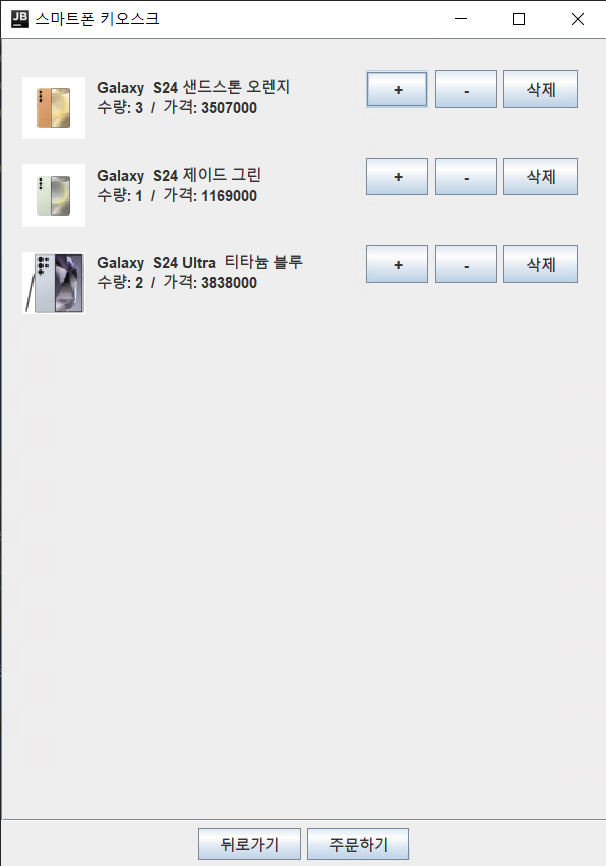 JB 스마트폰 키오스크
Galaxy  S24 샌드스톤 오렌지
수량: 3  /  가격: 3507000
+ - 삭제
Galaxy  S24 제이드 그린
수량: 1  /  가격: 1169000
+ - 삭제
Galaxy  S24 Ultra  티타늄 블루
수량: 2  /  가격: 3838000
+ - 삭제
뒤로가기 주문하기